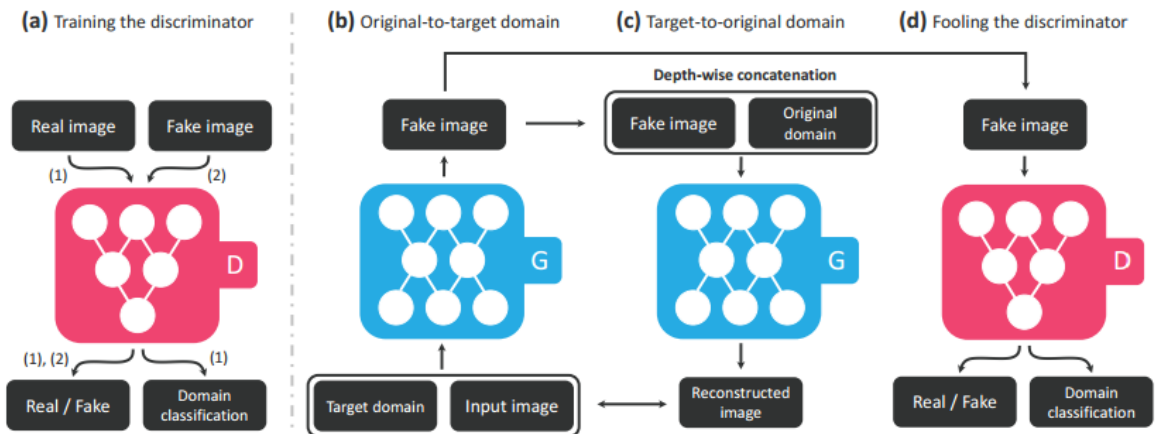 (a) Training the discriminator
(b) Original-to-target domain
(c) Target-to-original domain
(d) Fooling the discriminator
Real image
Fake image
(1)
(2)
D
(1), (2)
(1)
Real / Fake
Domain
classification
Fake image
G
Target domain
Input image
Depth-wise concatenation
Fake image
Original
domain
G
Reconstructed
image
Fake image
D
Real / Fake
Domain
classification